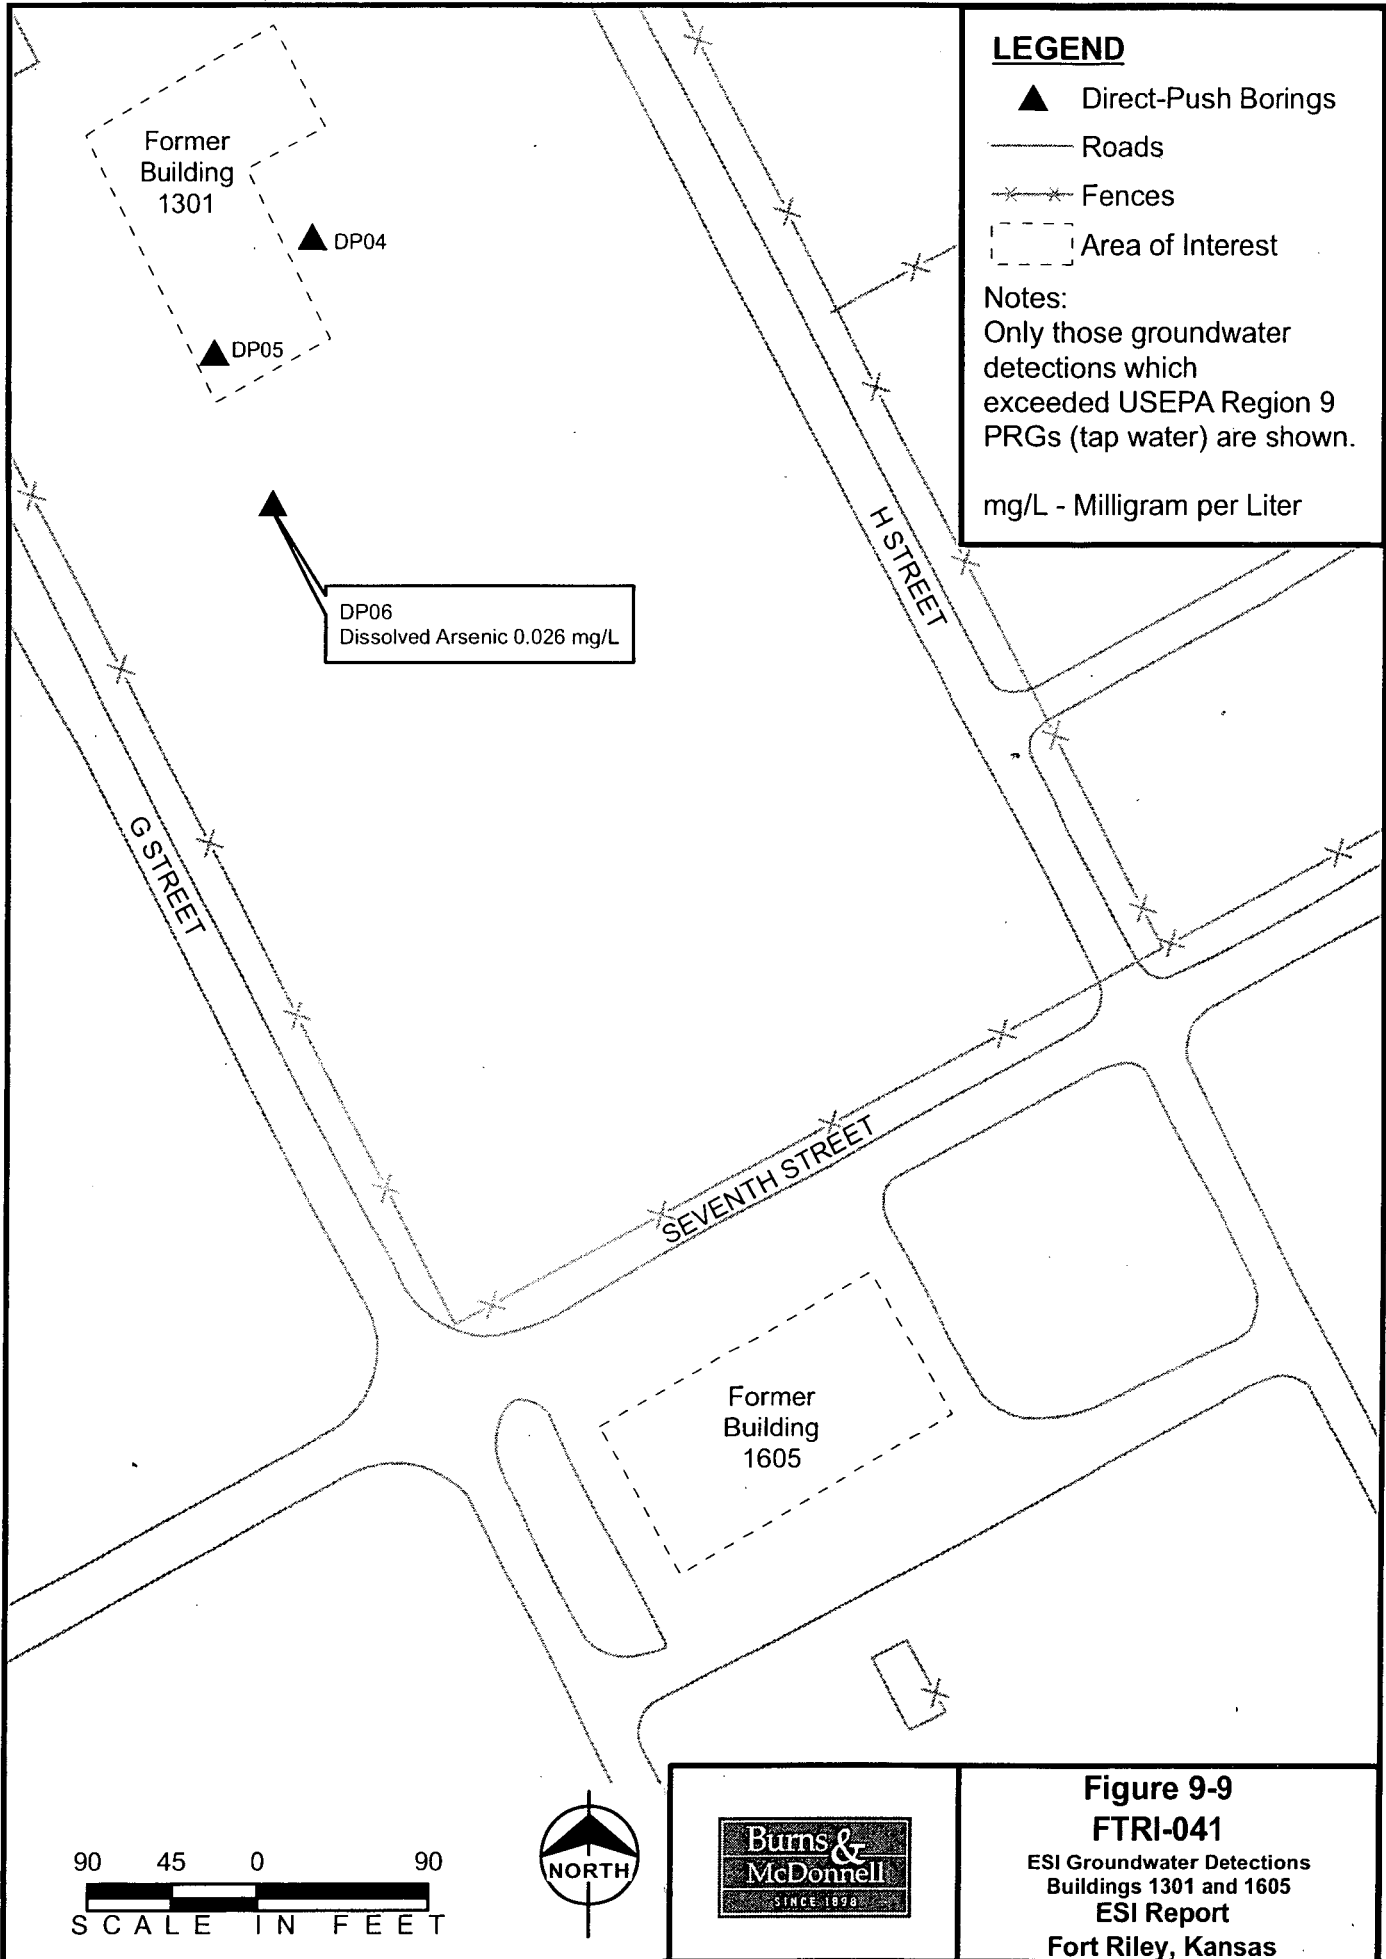 LEGEND
Direct-Push Borings
Roads
Fences
Area of Interest
Notes:
Only those groundwater
detections which
exceeded USEPA Region 9
PRGs (tap water) are shown.
mg/L - Milligram per Liter
Former
Building
1301
DP04
DP05
DP06
Dissolved Arsenic 0.026 mg/L
H STREET
G STREET
SEVENTH STREET
Former
Building
1605
90 45 0 90
SCALE IN FEET
NORTH
Burns &
McDonnell
SINCE 1898
Figure 9-9
FTRI-041
ESI Groundwater Detections
Buildings 1301 and 1605
ESI Report
Fort Riley, Kansas